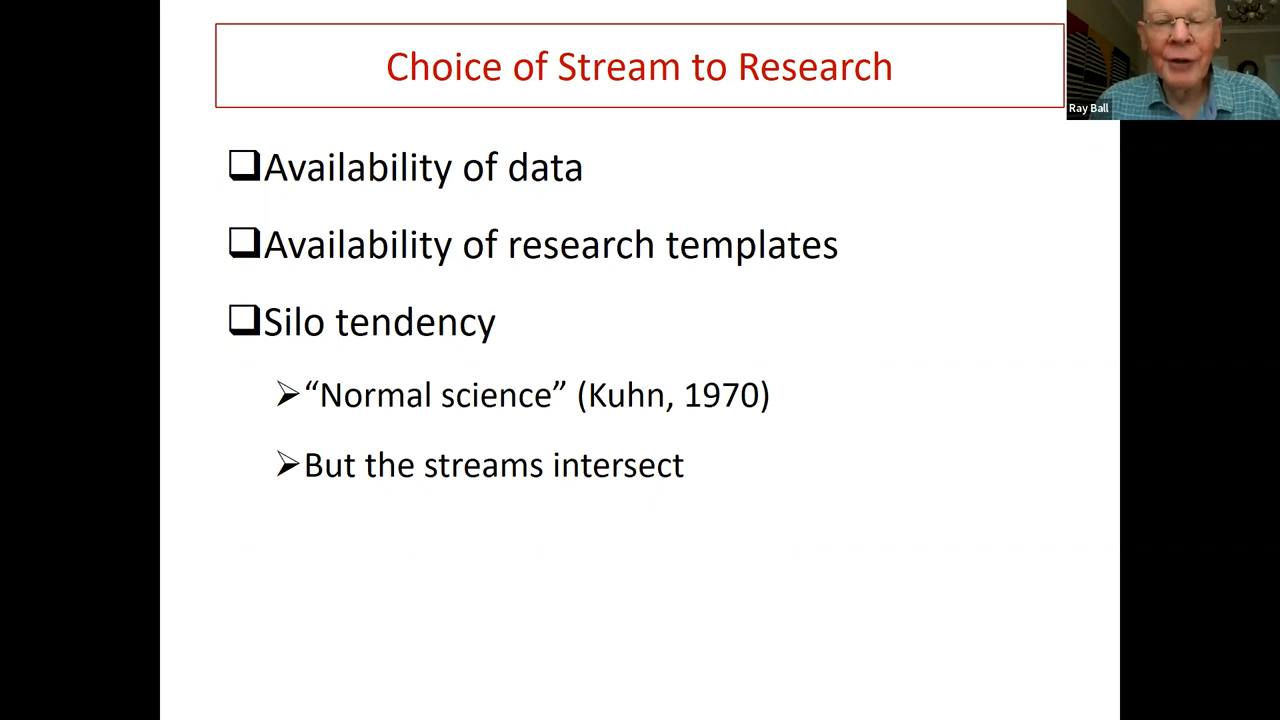 Choice of Stream to Research
Ray Ball
❑Availability of data
❑Availability of research templates
❑Silo tendency
➢“Normal science” (Kuhn, 1970)
➢But the streams intersect